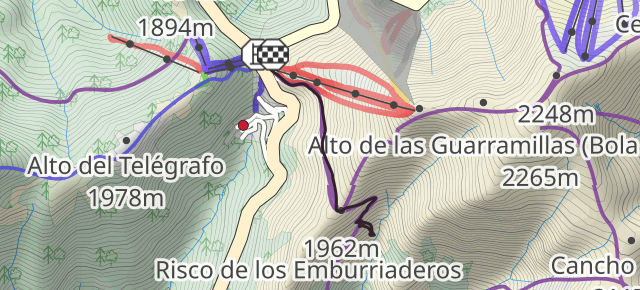 1894m
Ce
2248m
Alto de las Guarramillas (Bola
2265m
Alto del Telégrafo
1978m
1962m
Risco de los Emburriaderos
Cancho